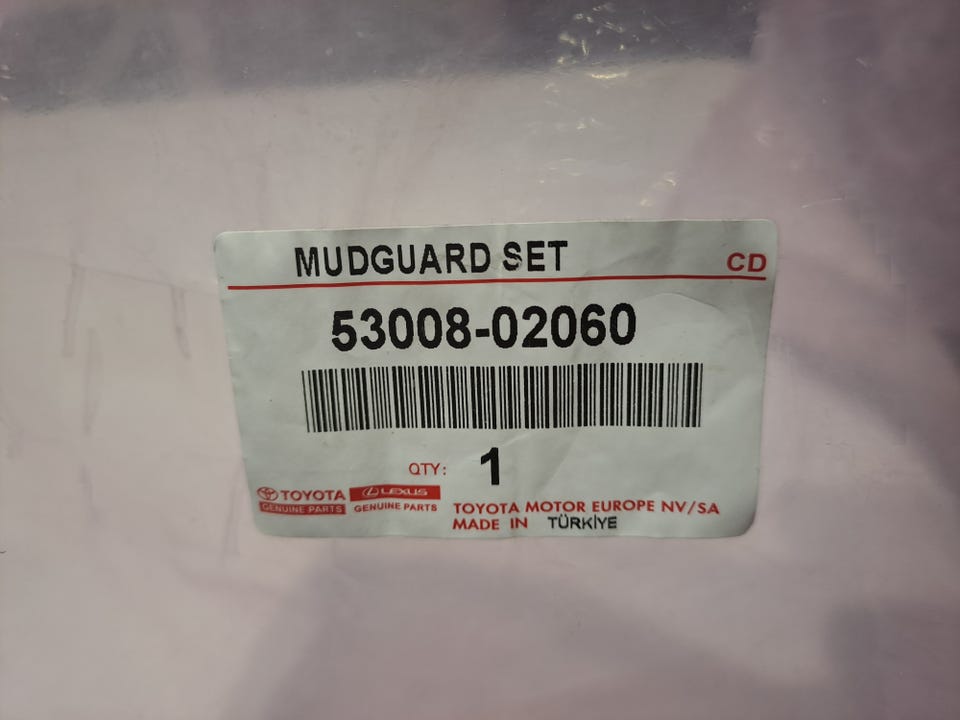 MUDGUARD SET CD
53008-02060
QTY: 1
TOYOTA LEXUS
GENUINE PARTS GENUINE PARTS TOYOTA MOTOR EUROPE NV/SA
MADE IN TÜRKİYE